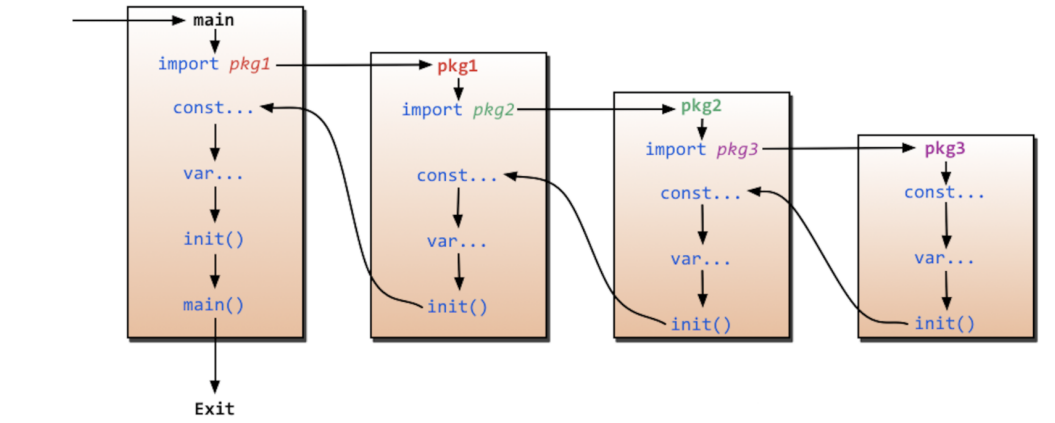 main
import pkg1
const...
var...
init()
main()
Exit
pkg1
import pkg2
const...
var...
init()
pkg2
import pkg3
const...
var...
init()
pkg3
const...
var...
init()